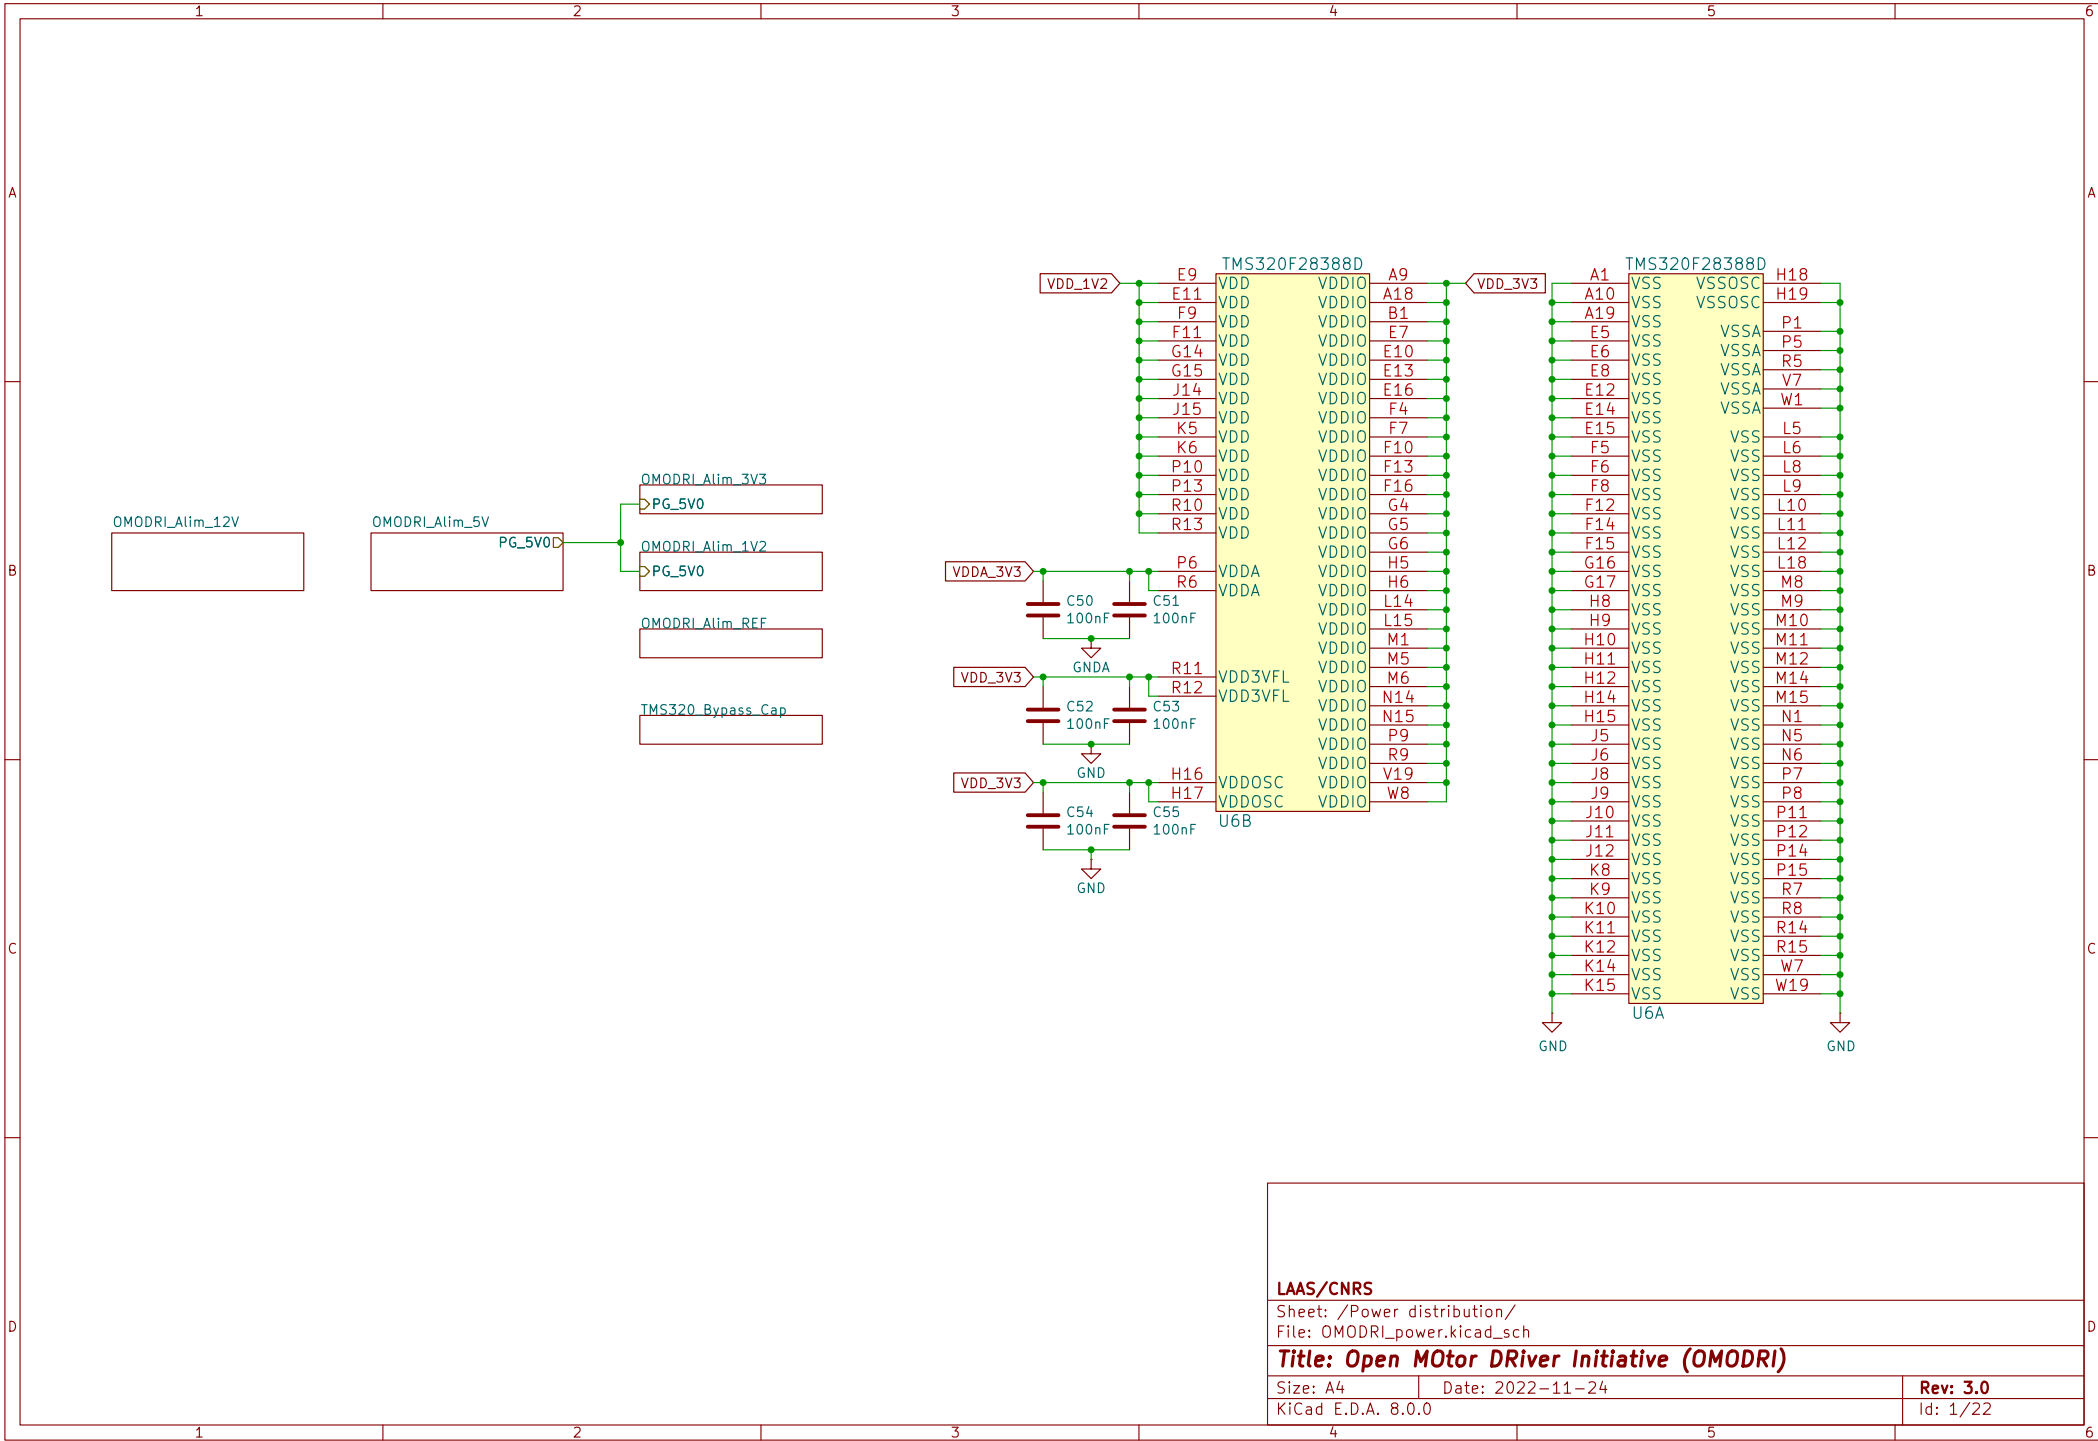 1 2 3 4 5 6
A A
B B
C C
D D
1 2 3 4 5 6
OMODRI_Alim_12V
OMODRI_Alim_5V
PG_5V0
OMODRI_Alim_3V3
PG_5V0
OMODRI_Alim_1V2
PG_5V0
OMODRI_Alim_REF
TMS320 Bypass Cap
TMS320F28388D
VDD_1V2
VDD_3V3
E9 VDD VDDIO A9
E11 VDD VDDIO A18
F9 VDD VDDIO B1
F11 VDD VDDIO E7
G14 VDD VDDIO E10
G15 VDD VDDIO E13
J14 VDD VDDIO E16
J15 VDD VDDIO F4
K5 VDD VDDIO F7
K6 VDD VDDIO F10
P10 VDD VDDIO F13
P13 VDD VDDIO F16
R10 VDD VDDIO G4
R13 VDD VDDIO G5
VDDIO G6
VDDA_3V3 P6 VDDA VDDIO H5
R6 VDDA VDDIO H6
VDDIO L14
VDDIO L15
VDDIO M1
VDDIO M5
VDD_3V3 R11 VDD3VFL VDDIO M6
R12 VDD3VFL VDDIO N14
VDDIO N15
VDDIO P9
VDDIO R9
VDD_3V3 H16 VDDOSC VDDIO V19
H17 VDDOSC VDDIO W8
U6B
C50
100nF
C51
100nF
GNDA
C52
100nF
C53
100nF
GND
C54
100nF
C55
100nF
GND
TMS320F28388D
A1 VSS VSSOSC H18
A10 VSS VSSOSC H19
A19 VSS
VSSA P1
E5 VSS
VSSA P5
E6 VSS
VSSA R5
E8 VSS
VSSA V7
E12 VSS
VSSA W1
E14 VSS
E15 VSS VSS L5
F5 VSS VSS L6
F6 VSS VSS L8
F8 VSS VSS L9
F12 VSS VSS L10
F14 VSS VSS L11
F15 VSS VSS L12
G16 VSS VSS L18
G17 VSS VSS M8
H8 VSS VSS M9
H9 VSS VSS M10
H10 VSS VSS M11
H11 VSS VSS M12
H12 VSS VSS M14
H14 VSS VSS M15
H15 VSS VSS N1
J5 VSS VSS N5
J6 VSS VSS N6
J8 VSS VSS P7
J9 VSS VSS P8
J10 VSS VSS P11
J11 VSS VSS P12
J12 VSS VSS P14
K8 VSS VSS P15
K9 VSS VSS R7
K10 VSS VSS R8
K11 VSS VSS R14
K12 VSS VSS R15
K14 VSS VSS W7
K15 VSS VSS W19
U6A
GND GND
LAAS/CNRS
Sheet: /Power distribution/
File: OMODRI_power.kicad_sch
Title: Open MOtor DRiver Initiative (OMODRI)
Size: A4 Date: 2022-11-24 Rev: 3.0
KiCad E.D.A. 8.0.0 Id: 1/22